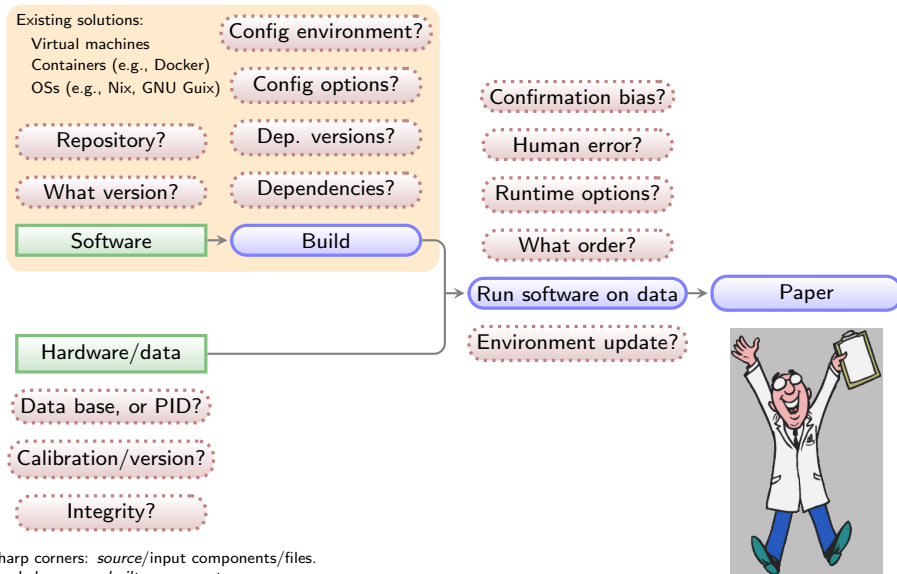 Existing solutions:
Virtual machines
Containers (e.g., Docker)
OSs (e.g., Nix, GNU Guix)
Config environment?
Config options?
Repository?
Dep. versions?
What version?
Dependencies?
Software
Build
Confirmation bias?
Human error?
Runtime options?
What order?
Run software on data
Paper
Environment update?
Hardware/data
Data base, or PID?
Calibration/version?
Integrity?
harp corners: source/input components/files.